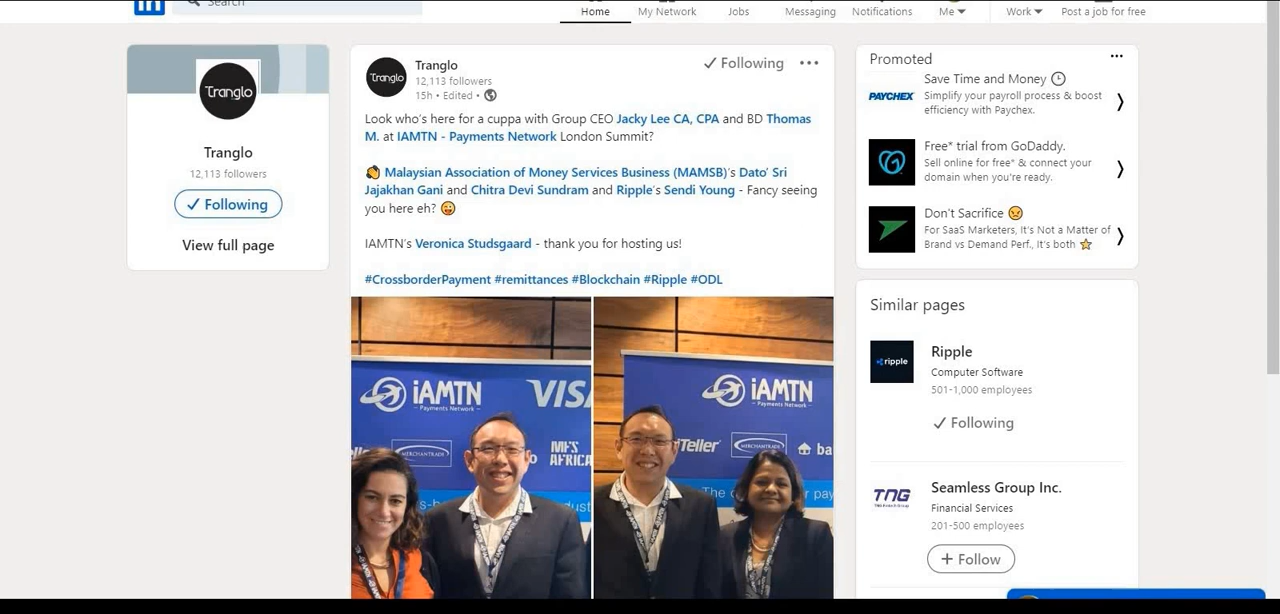 in
Search
Home
My Network
Jobs
Messaging
Notifications
Me
Work
Post a job for free
Tranglo
Tranglo
12,113 followers
Following
View full page
Tranglo
Tranglo
12,113 followers
15h • Edited •
Following
Look who's here for a cuppa with Group CEO Jacky Lee CA, CPA and BD Thomas
M. at IAMTN - Payments Network London Summit?
Malaysian Association of Money Services Business (MAMSB)'s Dato' Sri
Jajakhan Gani and Chitra Devi Sundram and Ripple's Sendi Young - Fancy seeing
you here eh?
IAMTN's Veronica Studsgaard - thank you for hosting us!
#CrossborderPayment #remittances #Blockchain #Ripple #ODL
iAMTN
Payments Network
VISA
MERCHANTRADE
MFS
AFRICA
iAMTN
Payments Network
iTeller
MERCHANTRADE
ba
The
r pay
Promoted
Save Time and Money
PAYCHEX
Simplify your payroll process & boost
efficiency with Paychex.
Free* trial from GoDaddy.
Sell online for free* & connect your
domain when you're ready.
Don't Sacrifice
For SaaS Marketers, It's Not a Matter of
Brand vs Demand Perf., It's both
Similar pages
ripple
Ripple
Computer Software
501-1,000 employees
Following
TNG
Seamless Group Inc.
Financial Services
201-500 employees
+ Follow